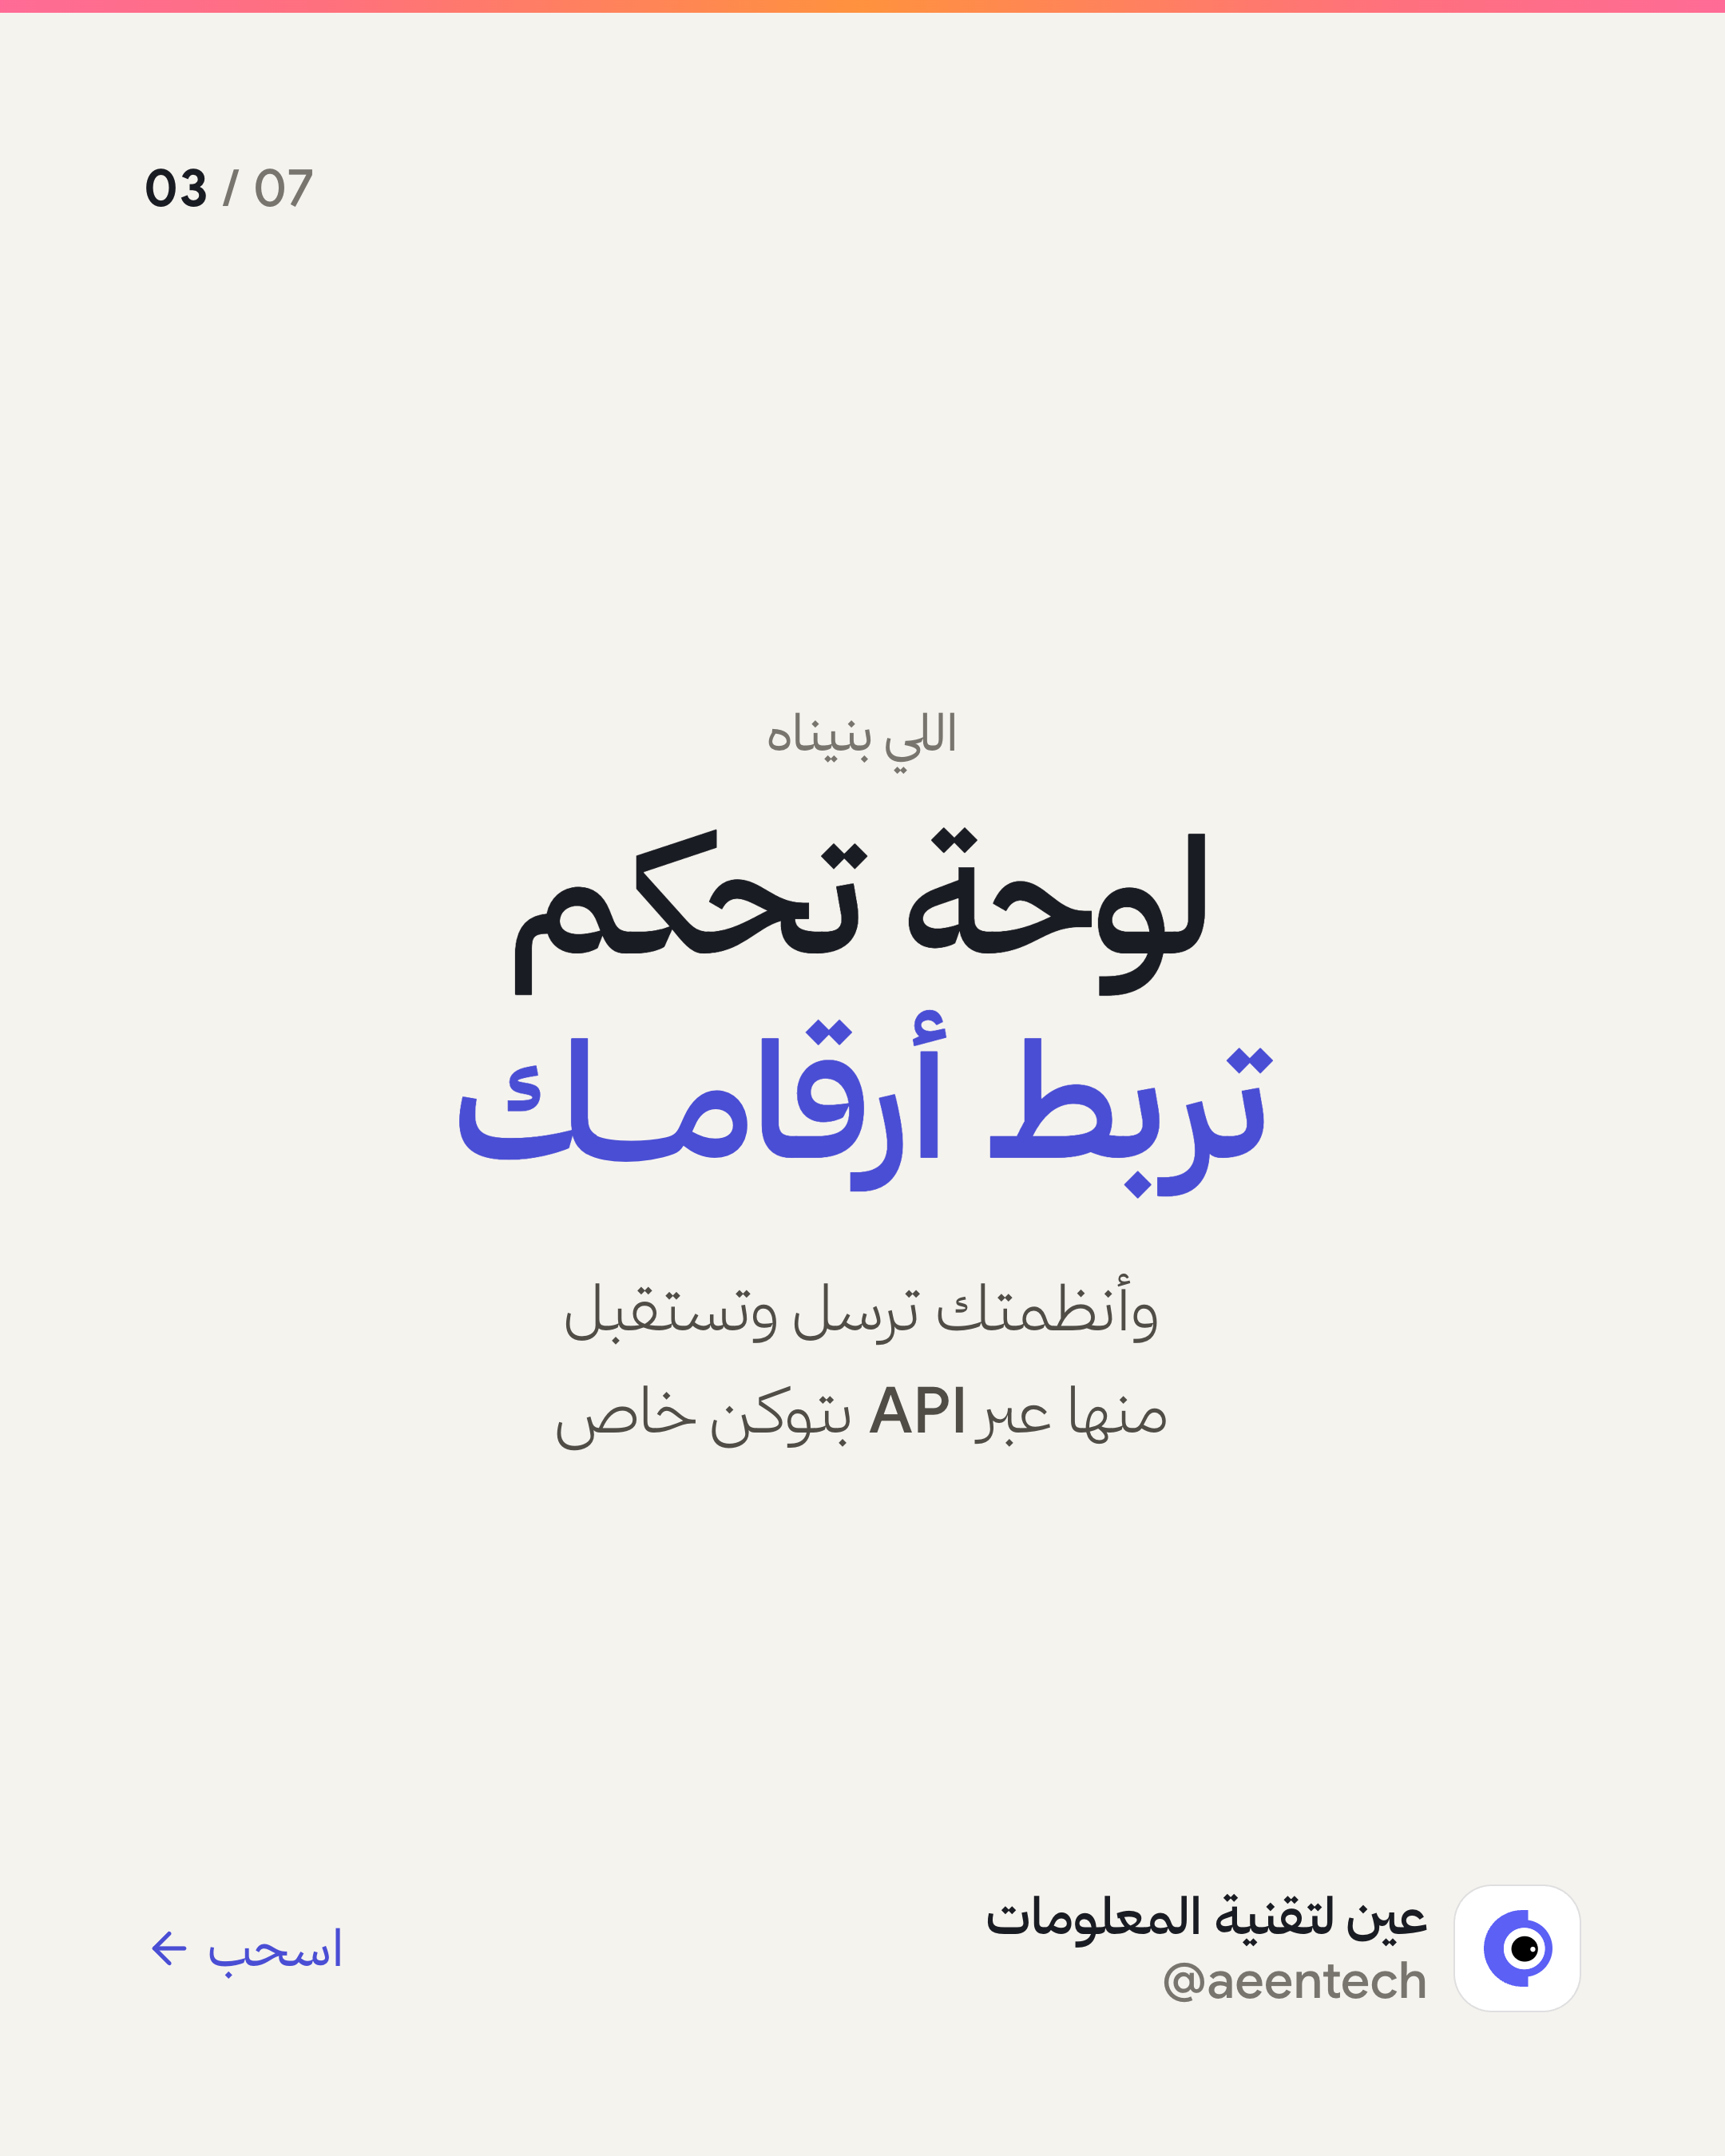 03 / 07
اللي بنيناه
لوحة تحكم
تربط أرقامـك
وأنظمتك ترسل وتستقبل
منها عبر API بتوكن خاص
عين لتقنية المعلومات
@aeentech
اسحب ←